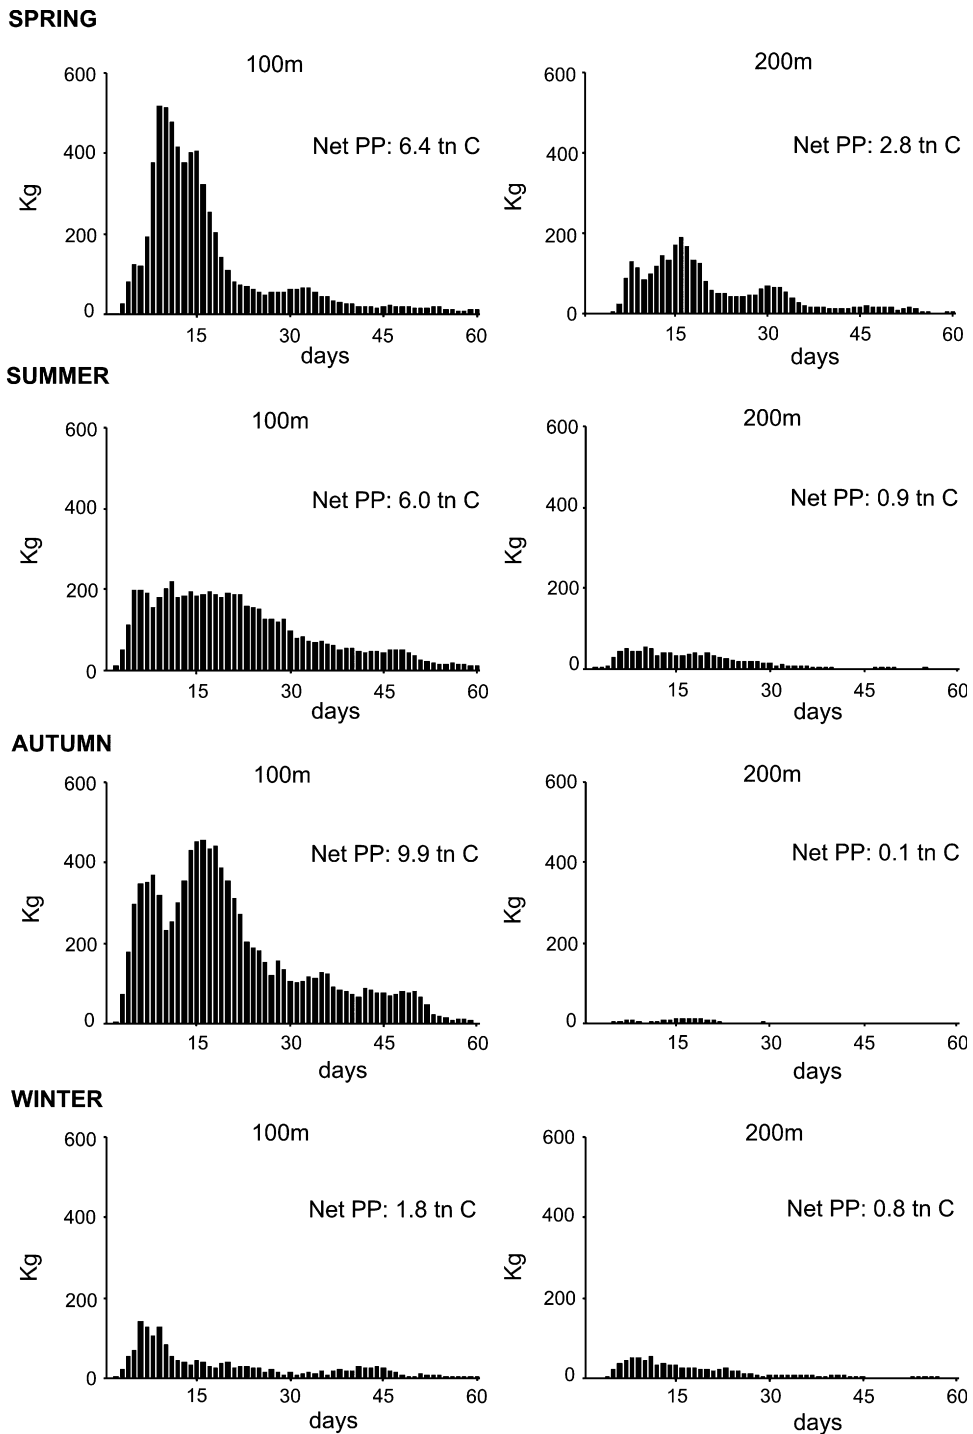 SPRING
100m
200m
600
400
200
0
Kg
Net PP: 6.4 tn C
15 30 45 60
days
600
400
200
0
Kg
Net PP: 2.8 tn C
15 30 45 60
days
SUMMER
100m
200m
600
400
200
0
Kg
Net PP: 6.0 tn C
15 30 45 60
days
600
400
200
0
Kg
Net PP: 0.9 tn C
15 30 45 60
days
AUTUMN
100m
200m
600
400
200
0
Kg
Net PP: 9.9 tn C
15 30 45 60
days
600
400
200
0
Kg
Net PP: 0.1 tn C
15 30 45 60
days
WINTER
100m
200m
600
400
200
0
Kg
Net PP: 1.8 tn C
15 30 45 60
days
600
400
200
0
Kg
Net PP: 0.8 tn C
15 30 45 60
days